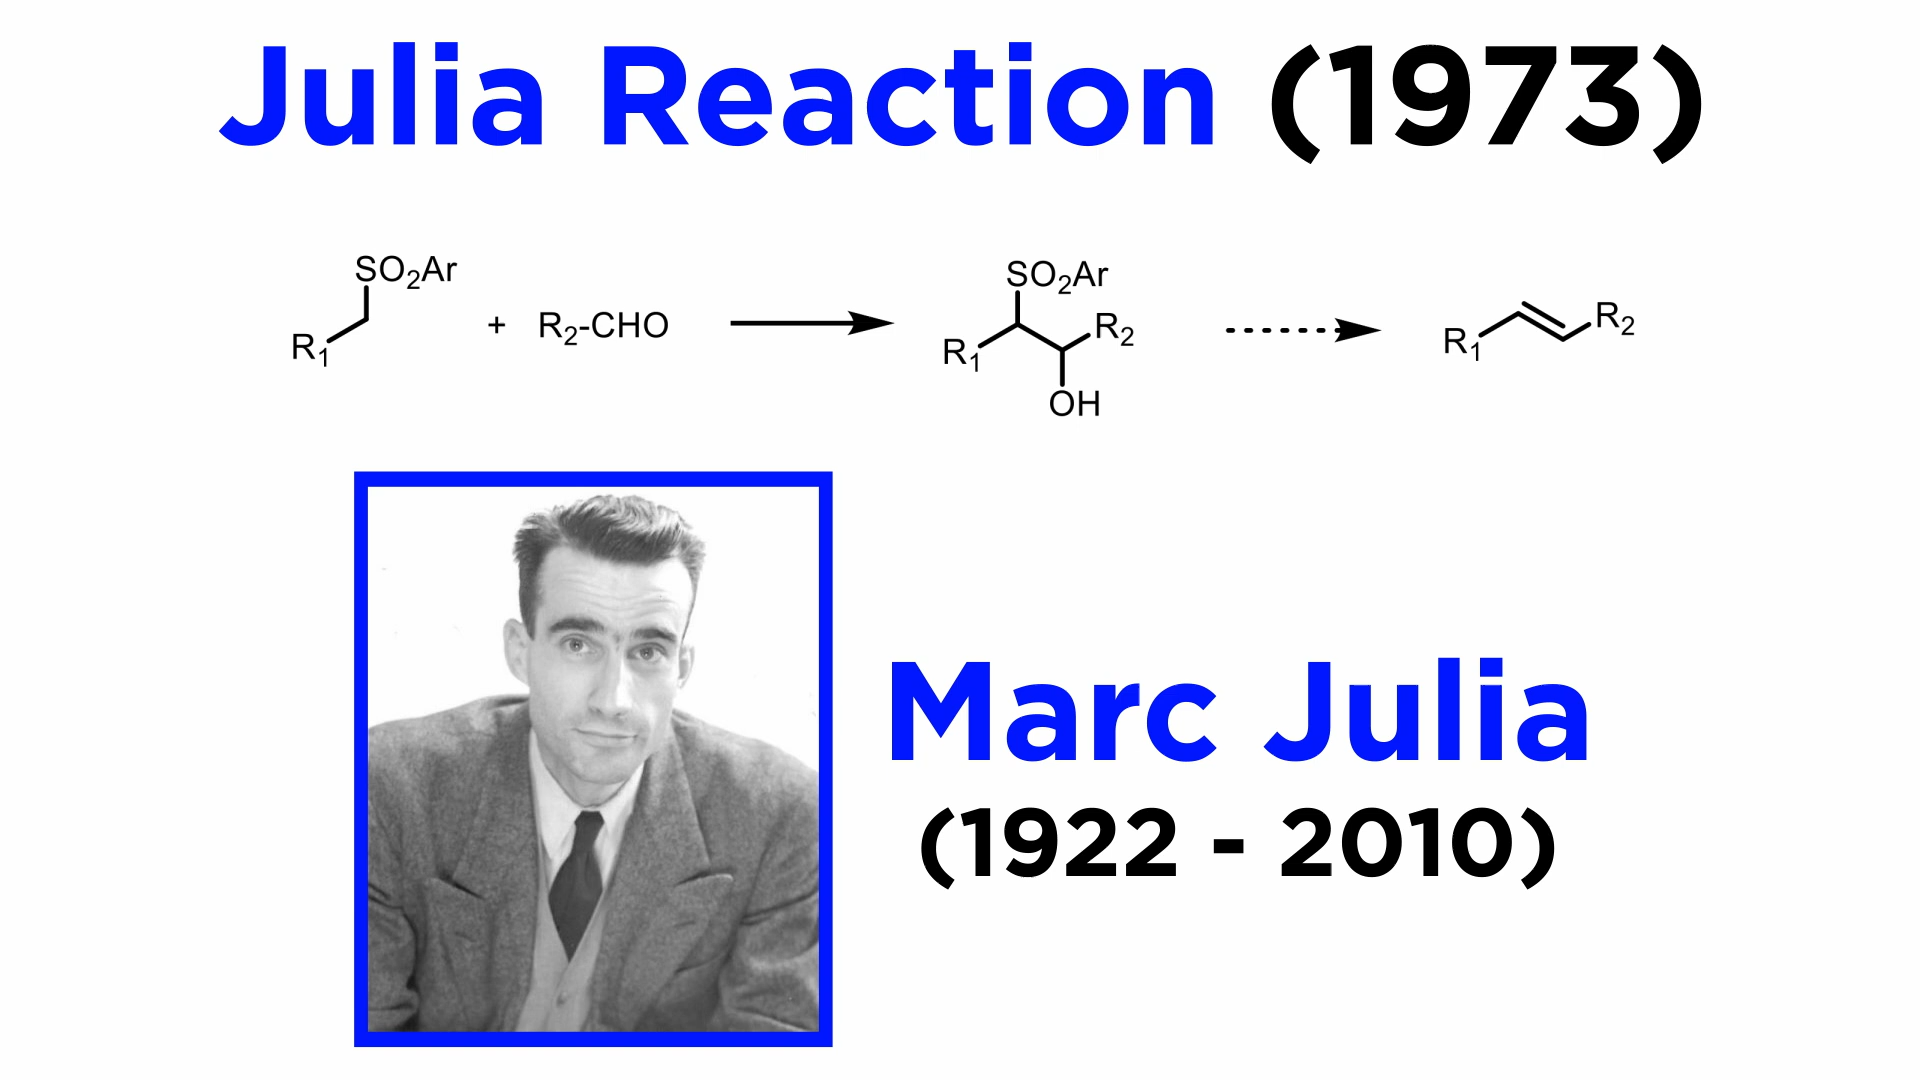 Julia Reaction (1973)
SO₂Ar
R₁
+
R₂-CHO
SO₂Ar
R₁
R₂
OH
R₁
R₂
Marc Julia
(1922 - 2010)